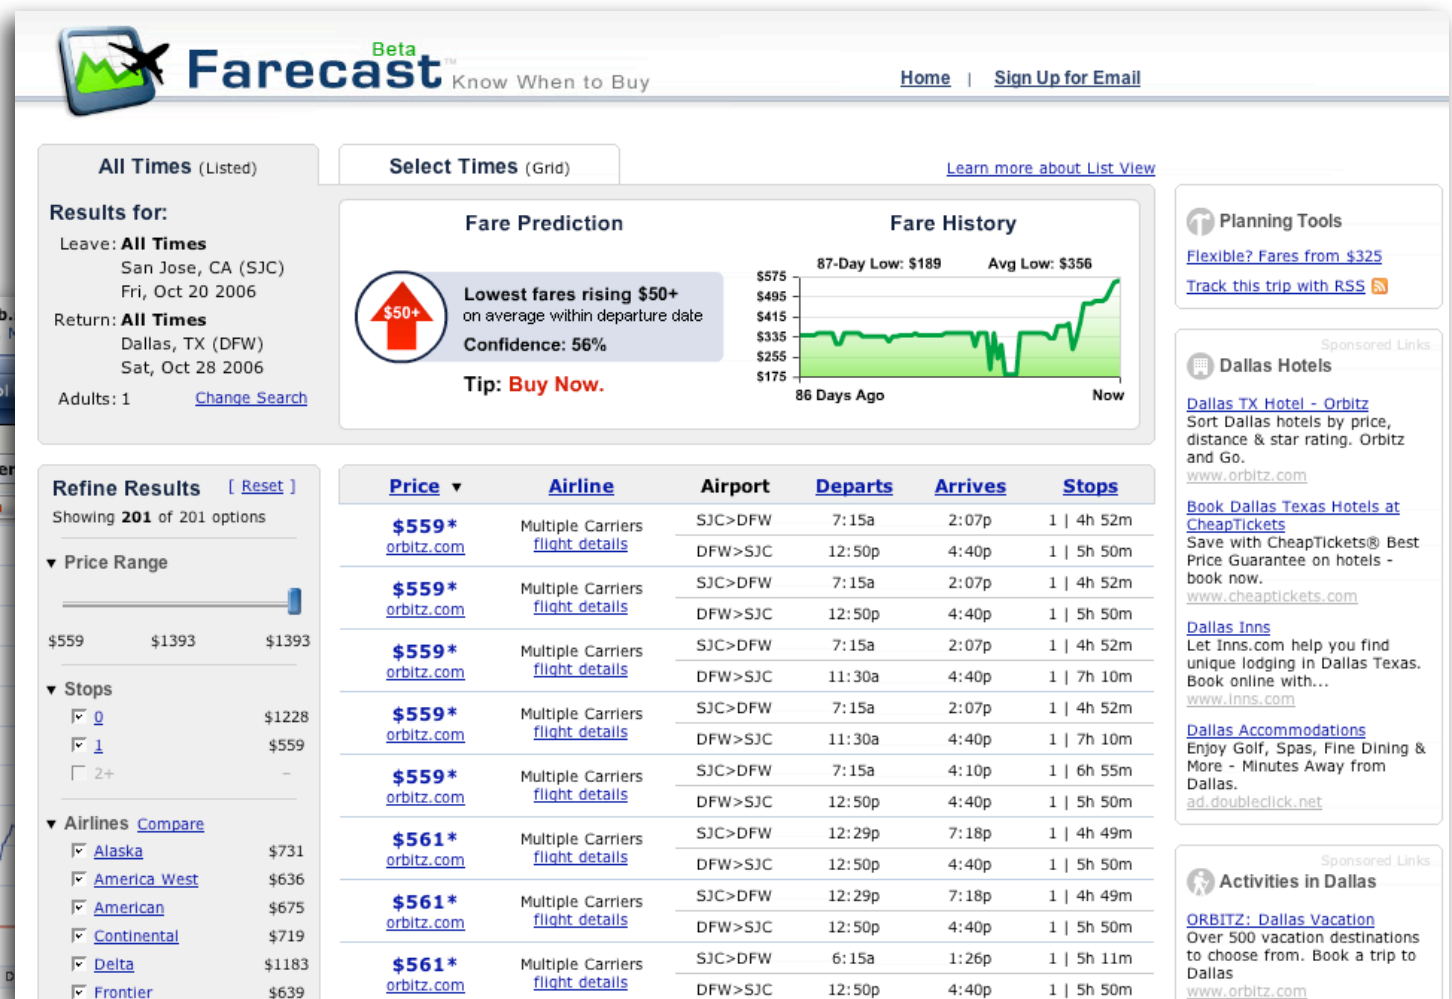 Beta
Farecast™ Know When to Buy
Home | Sign Up for Email
All Times (Listed)
Select Times (Grid)
Learn more about List View
Results for:
Leave: All Times
San Jose, CA (SJC)
Fri, Oct 20 2006
Return: All Times
Dallas, TX (DFW)
Sat, Oct 28 2006
Adults: 1 Change Search
Fare Prediction
$50+
Lowest fares rising $50+
on average within departure date
Confidence: 56%
Tip: Buy Now.
Fare History
87-Day Low: $189 Avg Low: $356
$575
$495
$415
$335
$255
$175
86 Days Ago Now
Planning Tools
Flexible? Fares from $325
Track this trip with RSS
Sponsored Links
Dallas Hotels
Dallas TX Hotel - Orbitz
Sort Dallas hotels by price,
distance & star rating. Orbitz
and Go.
www.orbitz.com
Book Dallas Texas Hotels at
CheapTickets
Save with CheapTickets® Best
Price Guarantee on hotels -
book now.
www.cheaptickets.com
Dallas Inns
Let Inns.com help you find
unique lodging in Dallas Texas.
Book online with...
www.inns.com
Dallas Accommodations
Enjoy Golf, Spas, Fine Dining &
More - Minutes Away from
Dallas.
ad.doubleclick.net
Sponsored Links
Activities in Dallas
ORBITZ: Dallas Vacation
Over 500 vacation destinations
to choose from. Book a trip to
Dallas
www.orbitz.com
Refine Results [ Reset ]
Showing 201 of 201 options
▼ Price Range
$559 $1393 $1393
▼ Stops
0 $1228
1 $559
2+ –
▼ Airlines Compare
Alaska $731
America West $636
American $675
Continental $719
Delta $1183
Frontier $639
Price ▼ Airline Airport Departs Arrives Stops
$559* Multiple Carriers SJC>DFW 7:15a 2:07p 1 | 4h 52m
orbitz.com flight details DFW>SJC 12:50p 4:40p 1 | 5h 50m
$559* Multiple Carriers SJC>DFW 7:15a 2:07p 1 | 4h 52m
orbitz.com flight details DFW>SJC 12:50p 4:40p 1 | 5h 50m
$559* Multiple Carriers SJC>DFW 7:15a 2:07p 1 | 4h 52m
orbitz.com flight details DFW>SJC 11:30a 4:40p 1 | 7h 10m
$559* Multiple Carriers SJC>DFW 7:15a 2:07p 1 | 4h 52m
orbitz.com flight details DFW>SJC 11:30a 4:40p 1 | 7h 10m
$559* Multiple Carriers SJC>DFW 7:15a 4:10p 1 | 6h 55m
orbitz.com flight details DFW>SJC 12:50p 4:40p 1 | 5h 50m
$561* Multiple Carriers SJC>DFW 12:29p 7:18p 1 | 4h 49m
orbitz.com flight details DFW>SJC 12:50p 4:40p 1 | 5h 50m
$561* Multiple Carriers SJC>DFW 12:29p 7:18p 1 | 4h 49m
orbitz.com flight details DFW>SJC 12:50p 4:40p 1 | 5h 50m
$561* Multiple Carriers SJC>DFW 6:15a 1:26p 1 | 5h 11m
orbitz.com flight details DFW>SJC 12:50p 4:40p 1 | 5h 50m